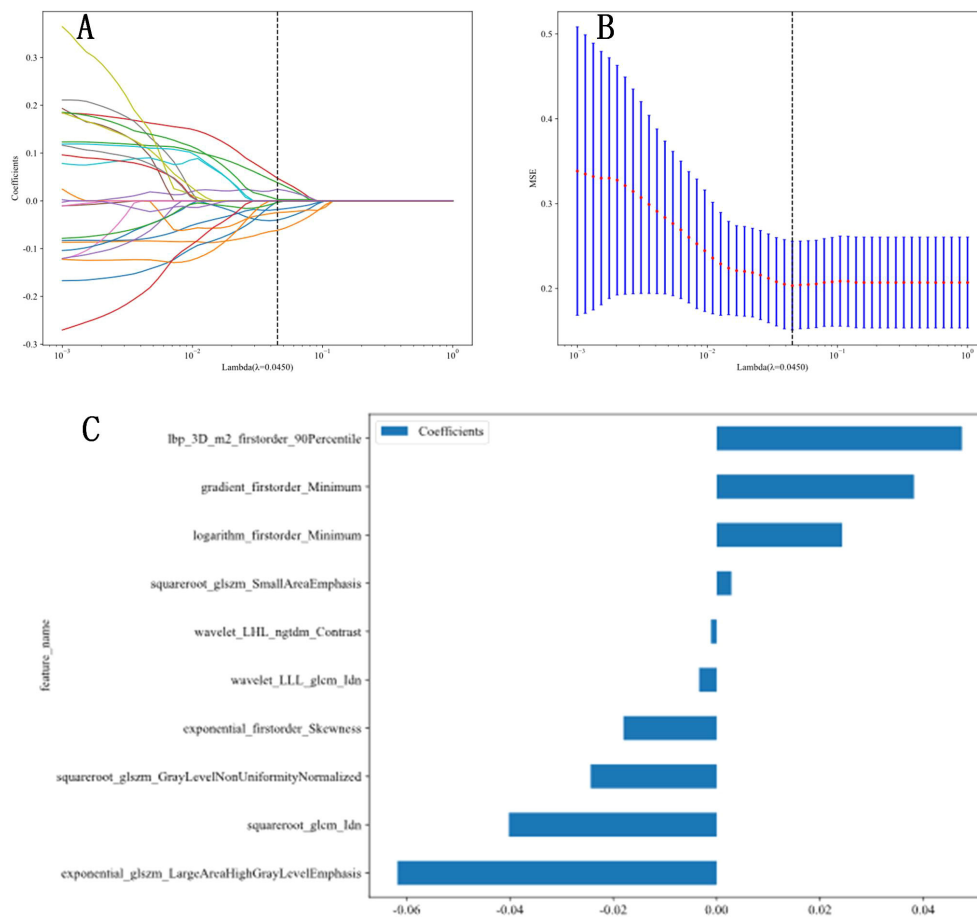 A
0.3
0.2
0.1
0.0
-0.1
-0.2
-0.3
Coefficients
10⁻³
10⁻²
10⁻¹
10⁰
Lambda(λ=0.0450)
B
0.5
0.4
0.3
0.2
MSE
10⁻³
10⁻²
10⁻¹
10⁰
Lambda(λ=0.0450)
C
Coefficients
feature_name
lbp_3D_m2_firstorder_90Percentile
gradient_firstorder_Minimum
logarithm_firstorder_Minimum
squareroot_glszm_SmallAreaEmphasis
wavelet_LHL_ngtdm_Contrast
wavelet_LLL_glcm_Idn
exponential_firstorder_Skewness
squareroot_glszm_GrayLevelNonUniformityNormalized
squareroot_glcm_Idn
exponential_glszm_LargeAreaHighGrayLevelEmphasis
-0.06
-0.04
-0.02
0.00
0.02
0.04